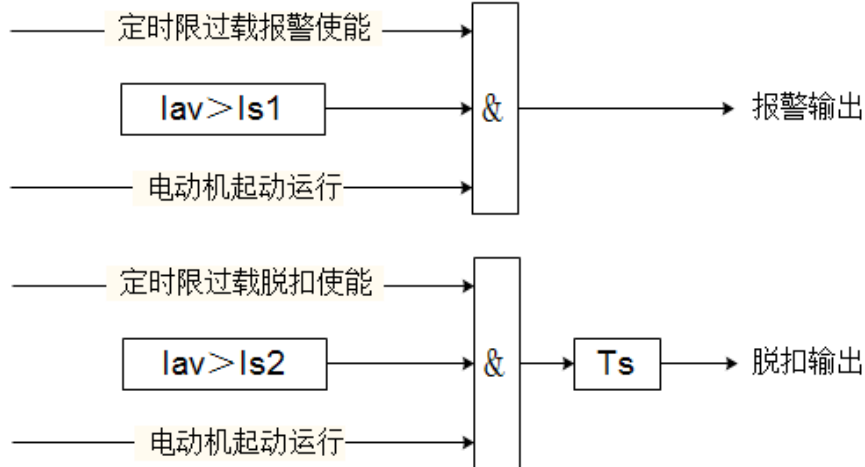 定时限过载报警使能
Iav＞Is1
&
报警输出
电动机起动运行
定时限过载脱扣使能
Iav＞Is2
&
Ts
脱扣输出
电动机起动运行